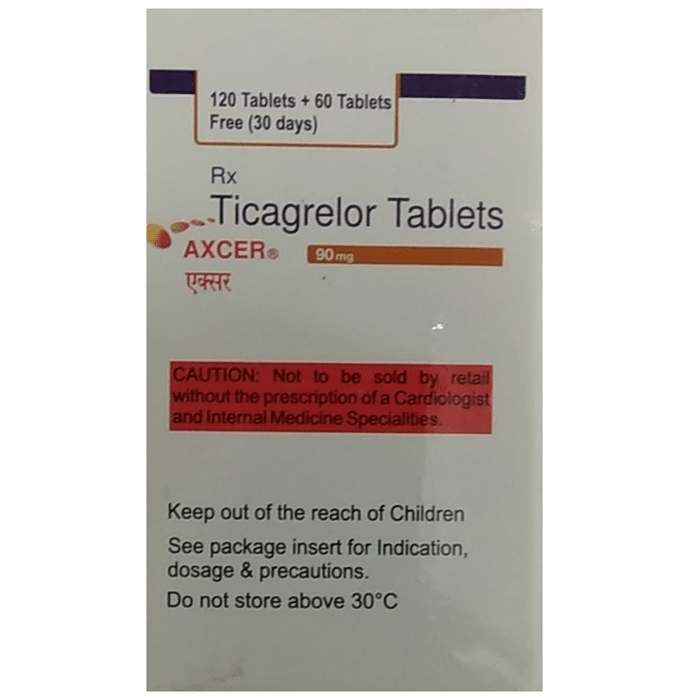 120 Tablets + 60 Tablets
Free (30 days)
Rx
Ticagrelor Tablets
AXCER® 90 mg
एक्सर
CAUTION: Not to be sold by retail
without the prescription of a Cardiologist
and Internal Medicine Specialities.
Keep out of the reach of Children
See package insert for Indication,
dosage & precautions.
Do not store above 30°C